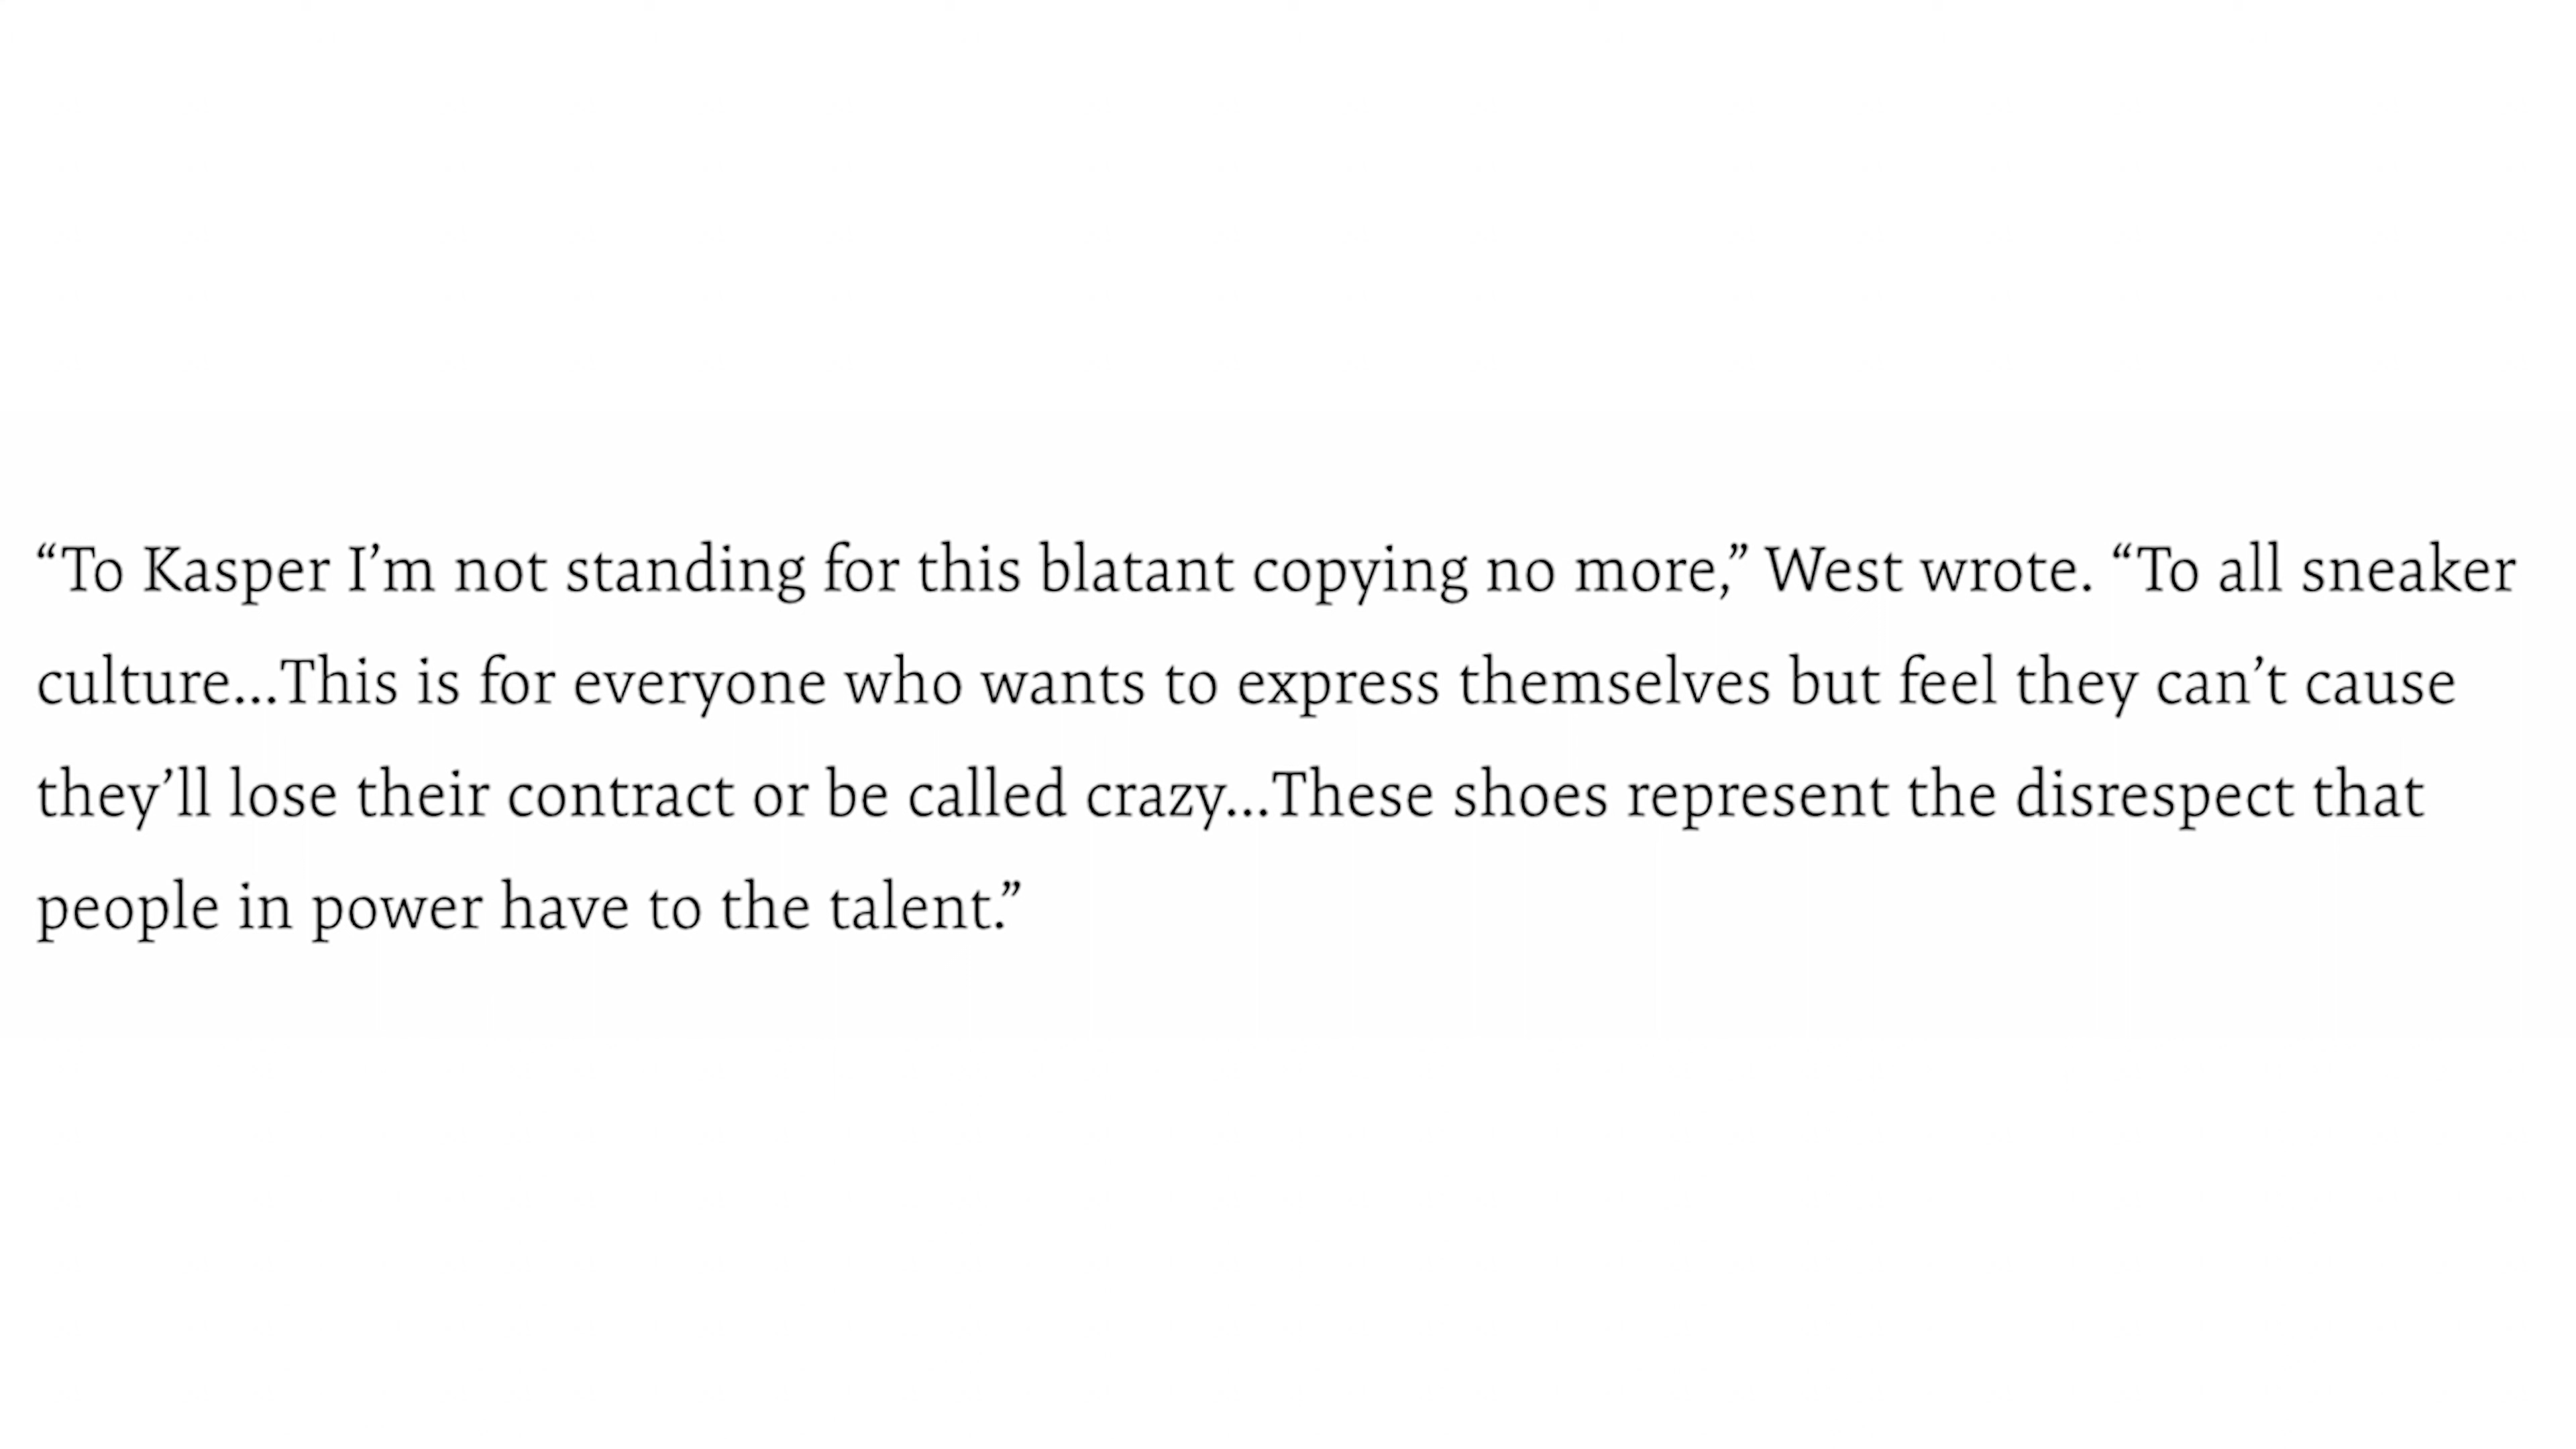 “To Kasper I’m not standing for this blatant copying no more,” West wrote. “To all sneaker
culture...This is for everyone who wants to express themselves but feel they can’t cause
they’ll lose their contract or be called crazy...These shoes represent the disrespect that
people in power have to the talent.”